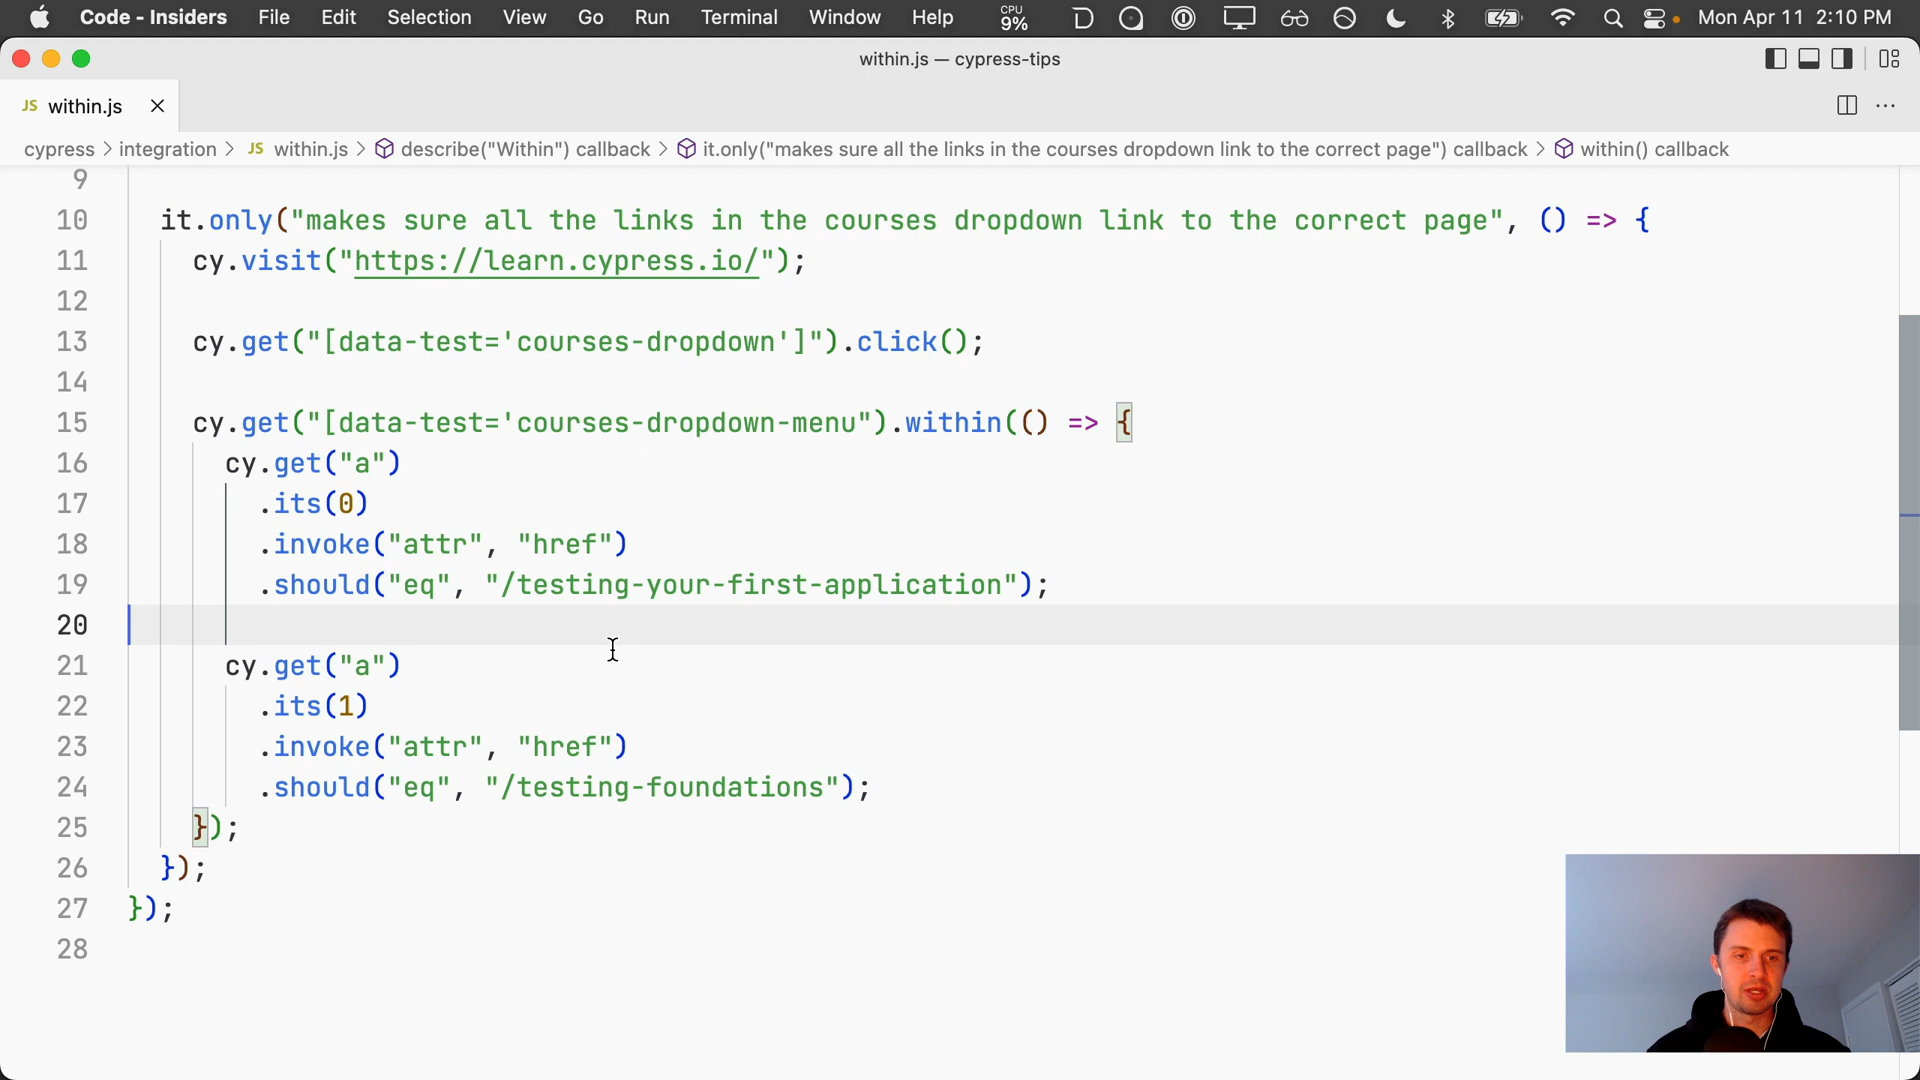 Code - Insiders File Edit Selection View Go Run Terminal Window Help CPU 9% Mon Apr 11 2:10 PM
within.js — cypress-tips
JS within.js
cypress > integration > JS within.js > describe("Within") callback > it.only("makes sure all the links in the courses dropdown link to the correct page") callback > within() callback
9
10 it.only("makes sure all the links in the courses dropdown link to the correct page", () => {
11 cy.visit("https://learn.cypress.io/");
12
13 cy.get("[data-test='courses-dropdown']").click();
14
15 cy.get("[data-test='courses-dropdown-menu").within(() => {
16 cy.get("a")
17 .its(0)
18 .invoke("attr", "href")
19 .should("eq", "/testing-your-first-application");
20
21 cy.get("a")
22 .its(1)
23 .invoke("attr", "href")
24 .should("eq", "/testing-foundations");
25 });
26 });
27 });
28